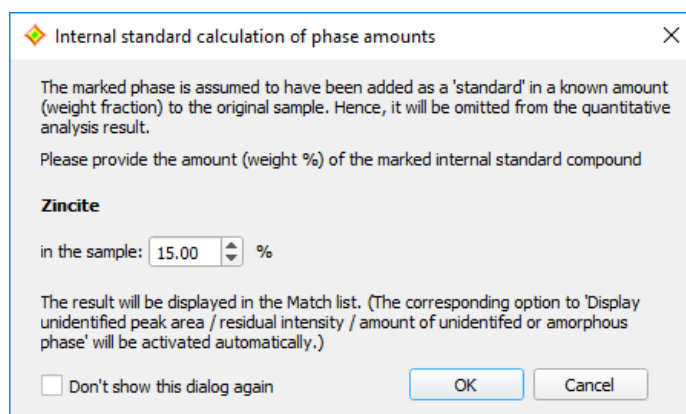 Internal standard calculation of phase amounts
The marked phase is assumed to have been added as a 'standard' in a known amount
(weight fraction) to the original sample. Hence, it will be omitted from the quantitative
analysis result.
Please provide the amount (weight %) of the marked internal standard compound
Zincite
in the sample: 15.00 %
The result will be displayed in the Match list. (The corresponding option to 'Display
unidentified peak area / residual intensity / amount of unidentifed or amorphous
phase' will be activated automatically.)
Don't show this dialog again OK Cancel